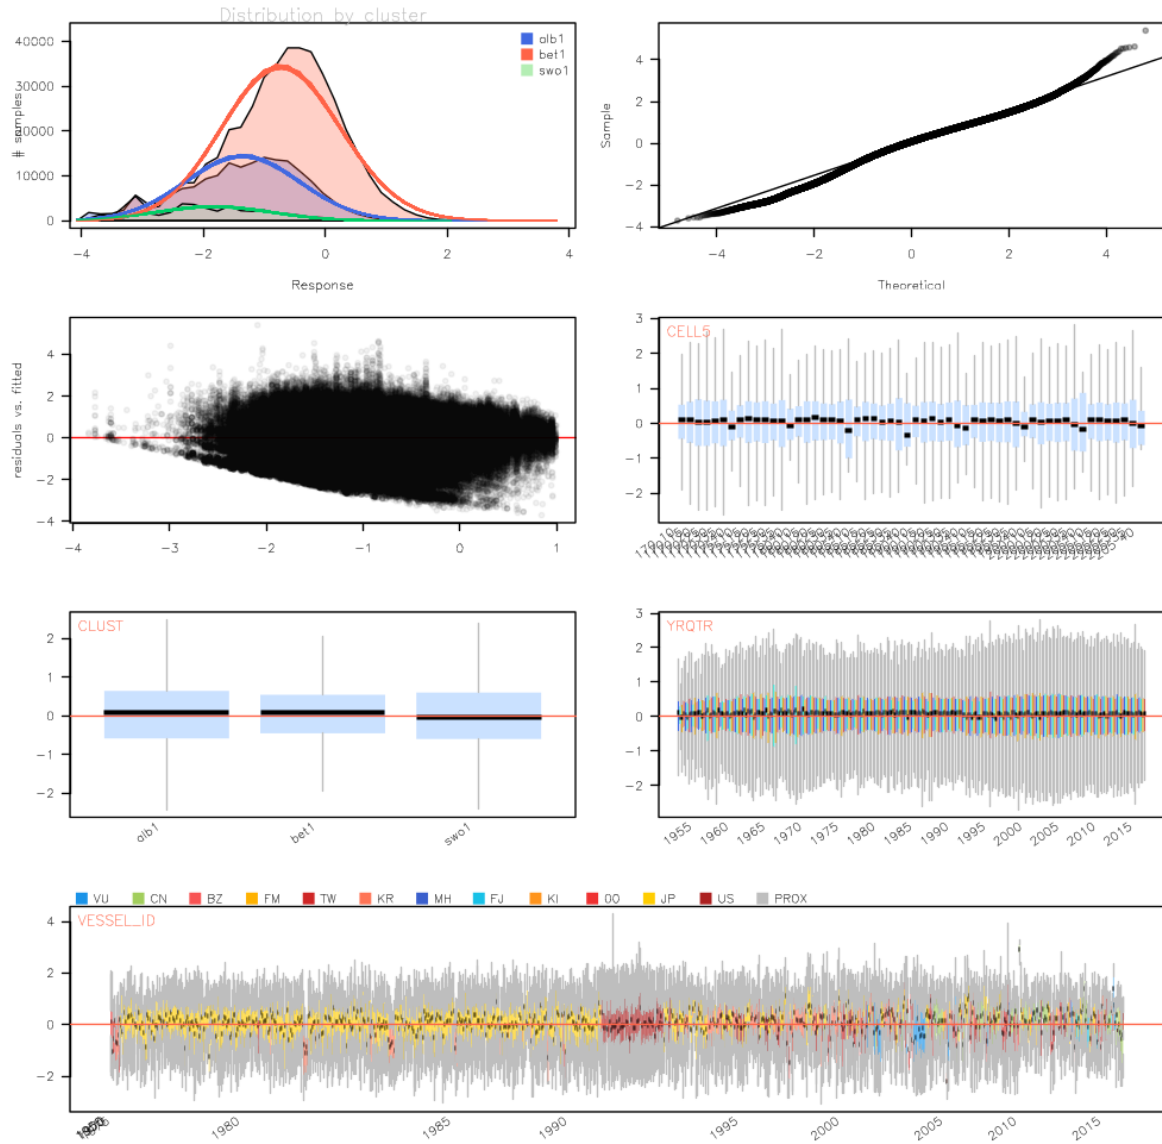 Distribution by cluster
alb1
bet1
swo1
# samples
40000
30000
20000
10000
0
−4 −2 0 2 4
Response
Sample
4
2
0
−2
−4
−4 −2 0 2 4
Theoretical
residuals vs. fitted
4
2
0
−2
−4
−4 −3 −2 −1 0 1
CELL5
3
2
1
0
−1
−2
CLUST
2
1
0
−1
−2
alb1 bet1 swo1
YRQTR
3
2
1
0
−1
−2
1955 1960 1965 1970 1975 1980 1985 1990 1995 2000 2005 2010 2015
VU CN BZ FM TW KR MH FJ KI OO JP US PROX
VESSEL_ID
4
2
0
−2
1980 1985 1990 1995 2000 2005 2010 2015